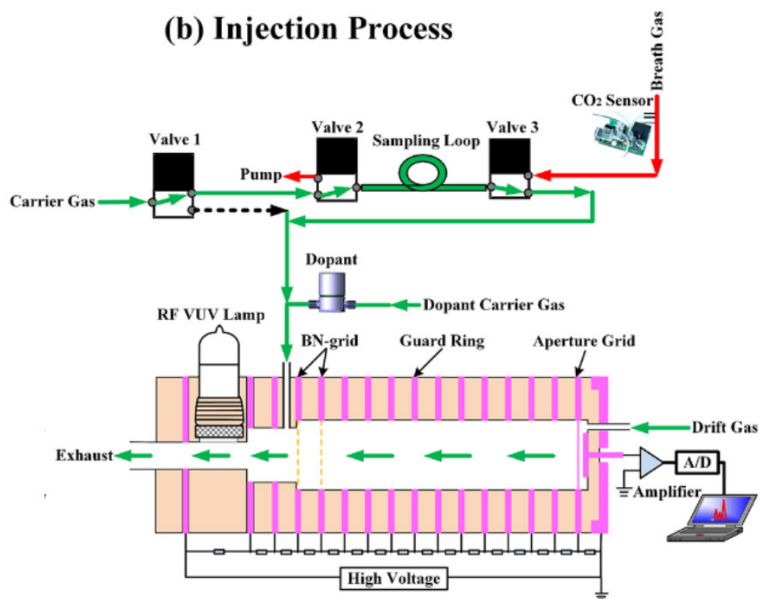 (b) Injection Process
Breath Gas
CO₂ Sensor
Valve 1
Valve 2
Sampling Loop
Valve 3
Pump
Carrier Gas
Dopant
Dopant Carrier Gas
RF VUV Lamp
BN-grid
Guard Ring
Aperture Grid
Drift Gas
Exhaust
A/D
Amplifier
High Voltage